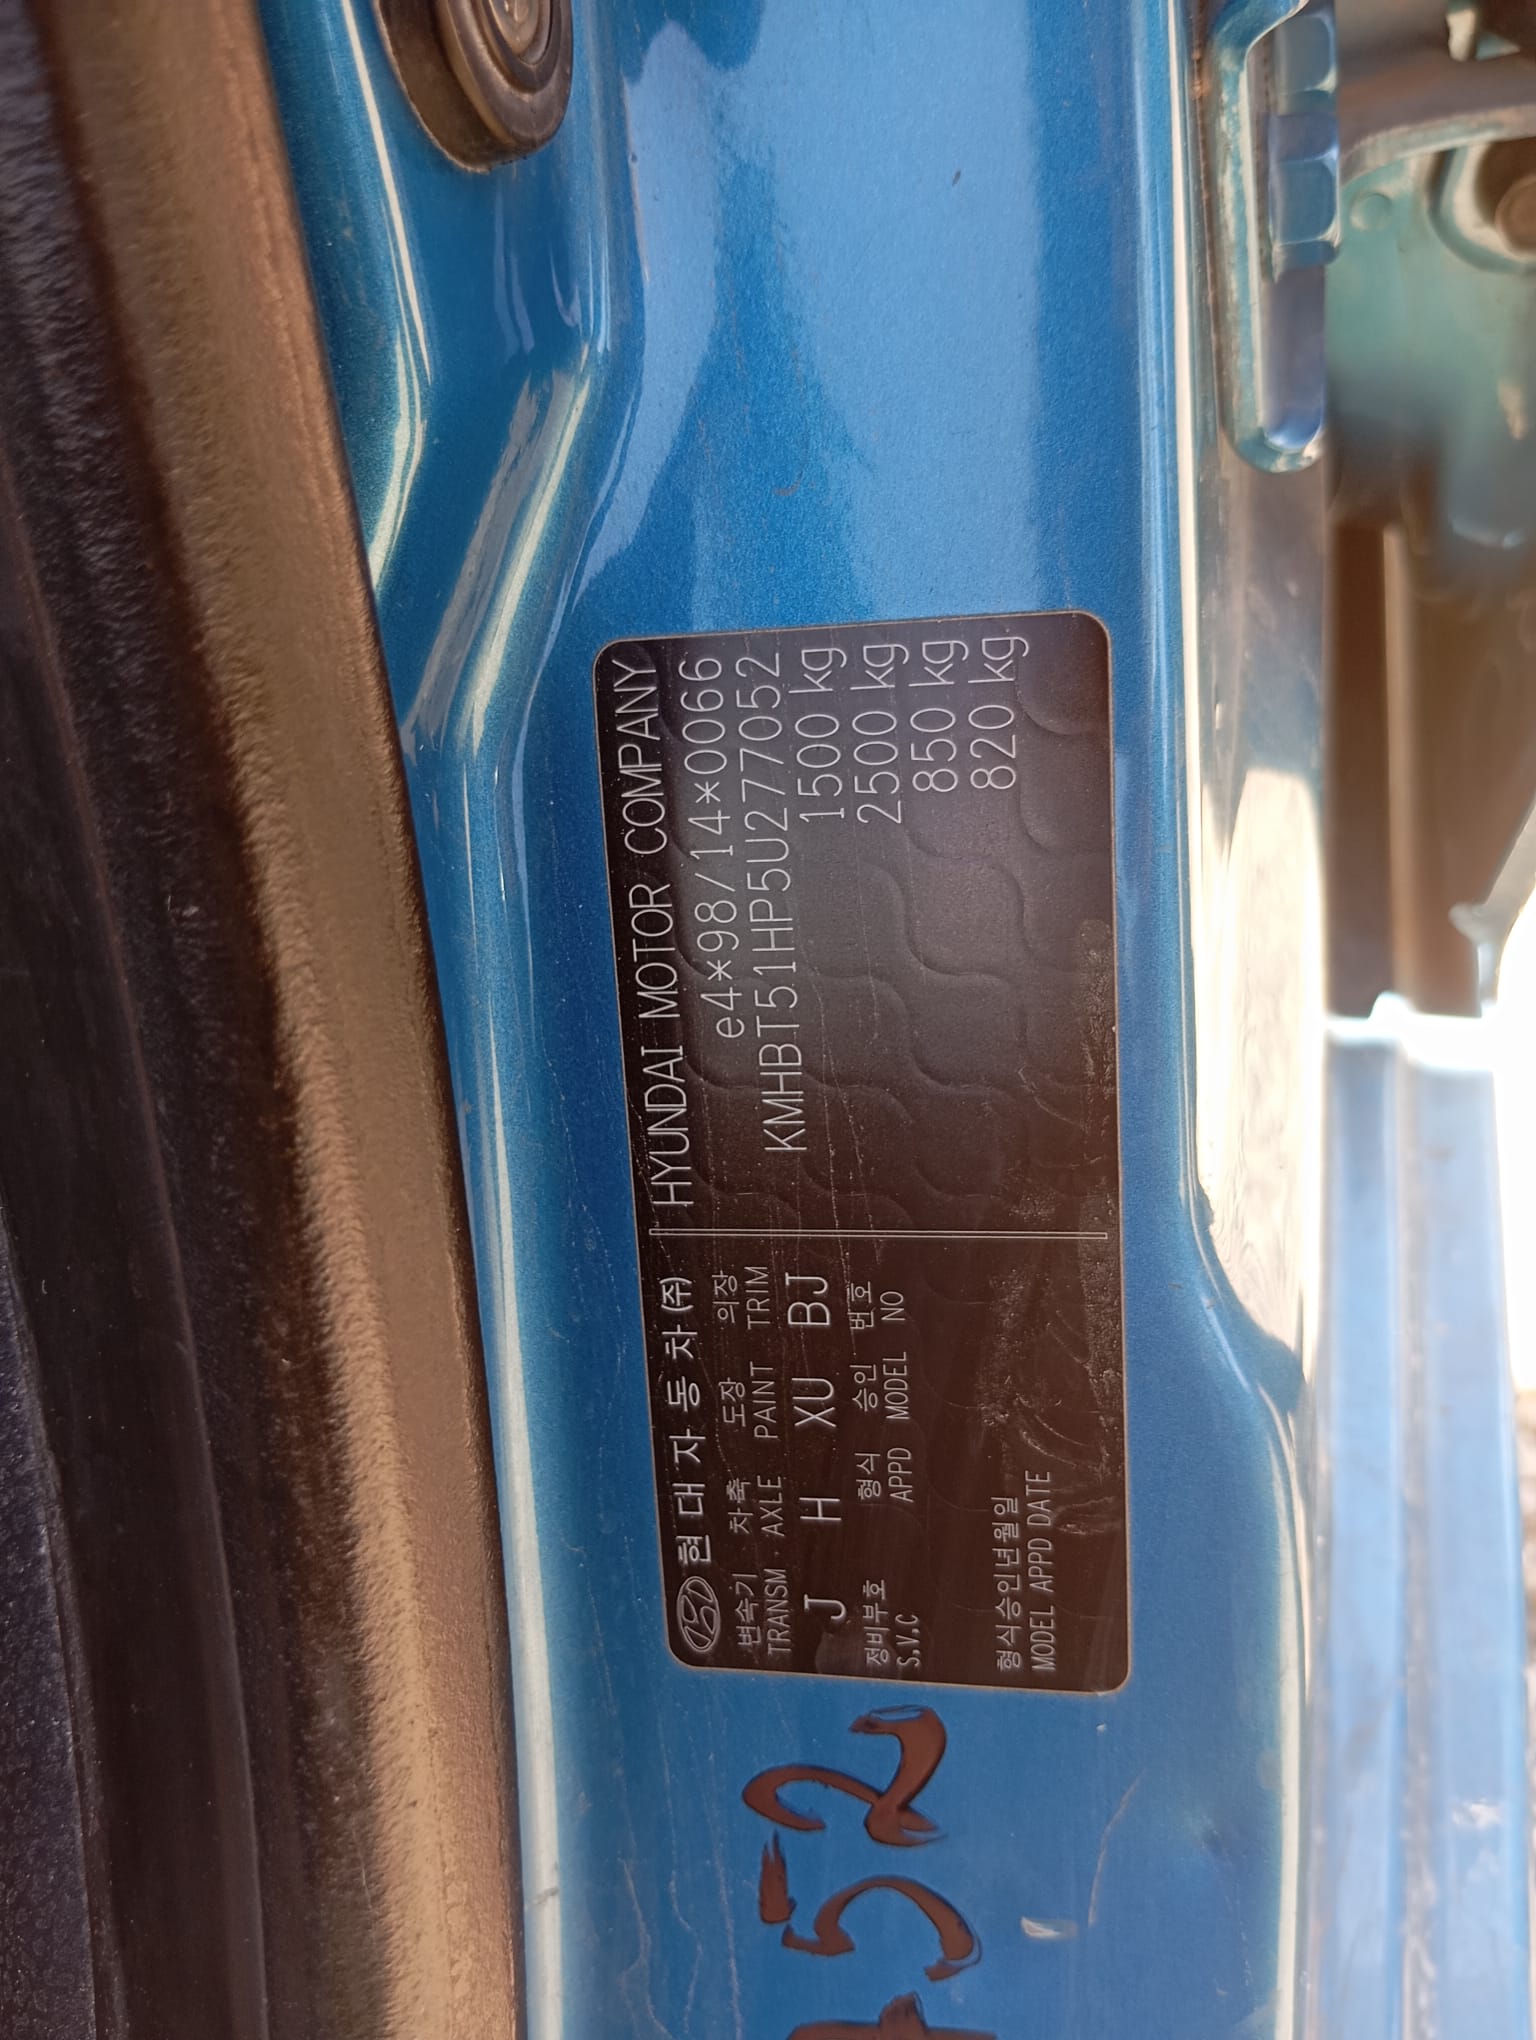 현 대 자 동 차 (주)
변속기 차축 도장 의장
TRANSM. AXLE PAINT TRIM
J H XU BJ
정비부호 형식 승인 번호
S.V.C APPD MODEL NO
형식승인년월일
MODEL APPD DATE
HYUNDAI MOTOR COMPANY
e4*98/14*0066
KMHBT51HP5U277052
1500 kg
2500 kg
850 kg
820 kg
52